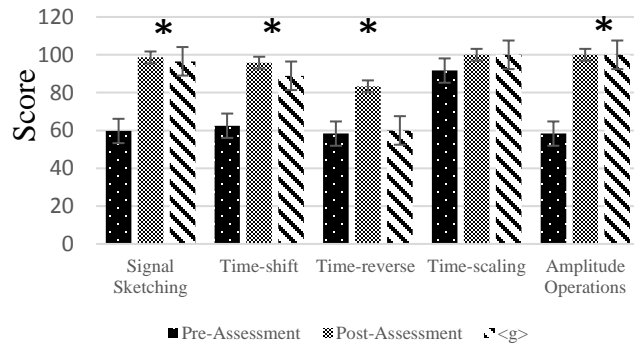 120
100
80
60
40
20
0
Score
* * * *
Signal Sketching
Time-shift
Time-reverse
Time-scaling
Amplitude Operations
Pre-Assessment Post-Assessment <g>